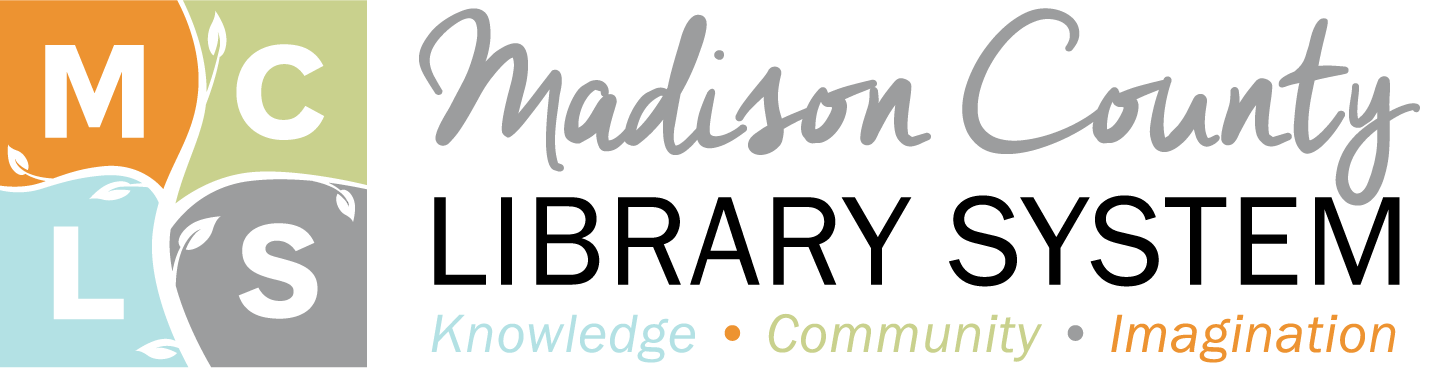 M C
L S
Madison County
LIBRARY SYSTEM
Knowledge • Community • Imagination